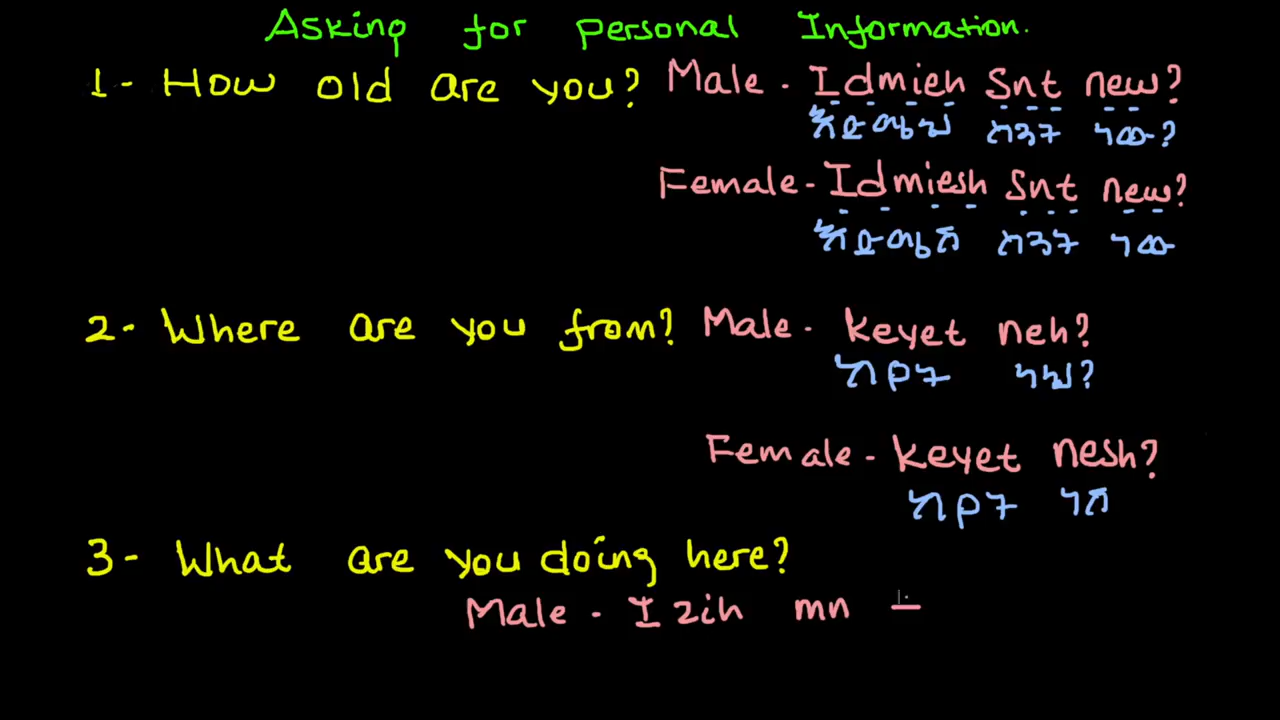 Asking for Personal Information.
1- How old are you? Male - Idmieh Snt new?
እድሜህ ስንት ነው?
Female - Idmiesh Snt new?
እድሜሽ ስንት ነው
2- Where are you from? Male - Keyet neh?
ከየት ነህ?
Female - Keyet nesh?
ከየት ነሽ
3- What are you doing here?
Male - Izih mn